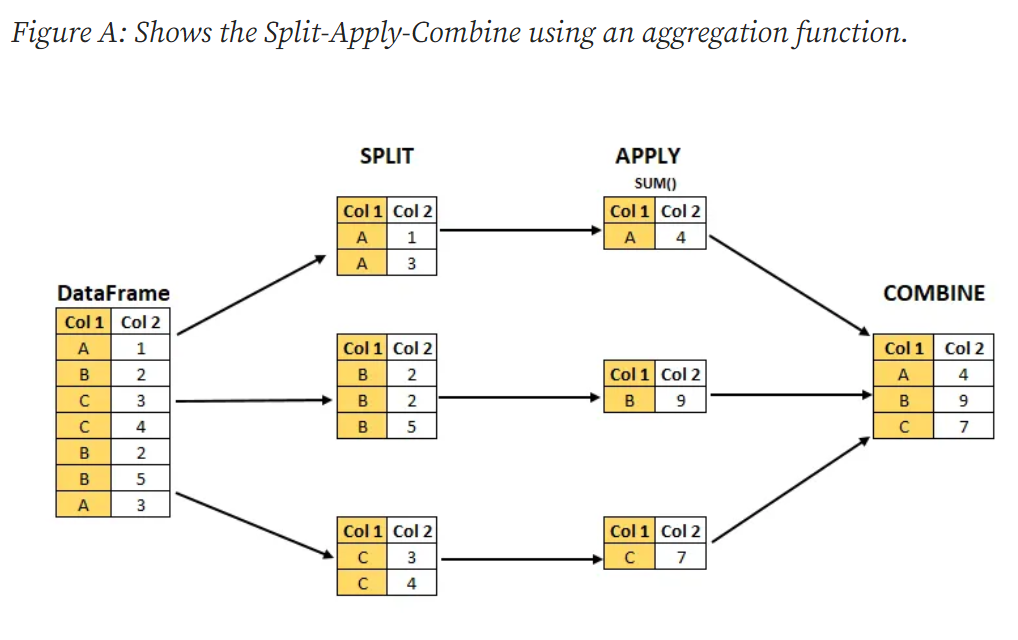 Figure A: Shows the Split-Apply-Combine using an aggregation function.
SPLIT
APPLY
SUM()
DataFrame
Col 1 Col 2
A 1
B 2
C 3
C 4
B 2
B 5
A 3
Col 1 Col 2
A 1
A 3
Col 1 Col 2
B 2
B 2
B 5
Col 1 Col 2
C 3
C 4
Col 1 Col 2
A 4
Col 1 Col 2
B 9
Col 1 Col 2
C 7
COMBINE
Col 1 Col 2
A 4
B 9
C 7